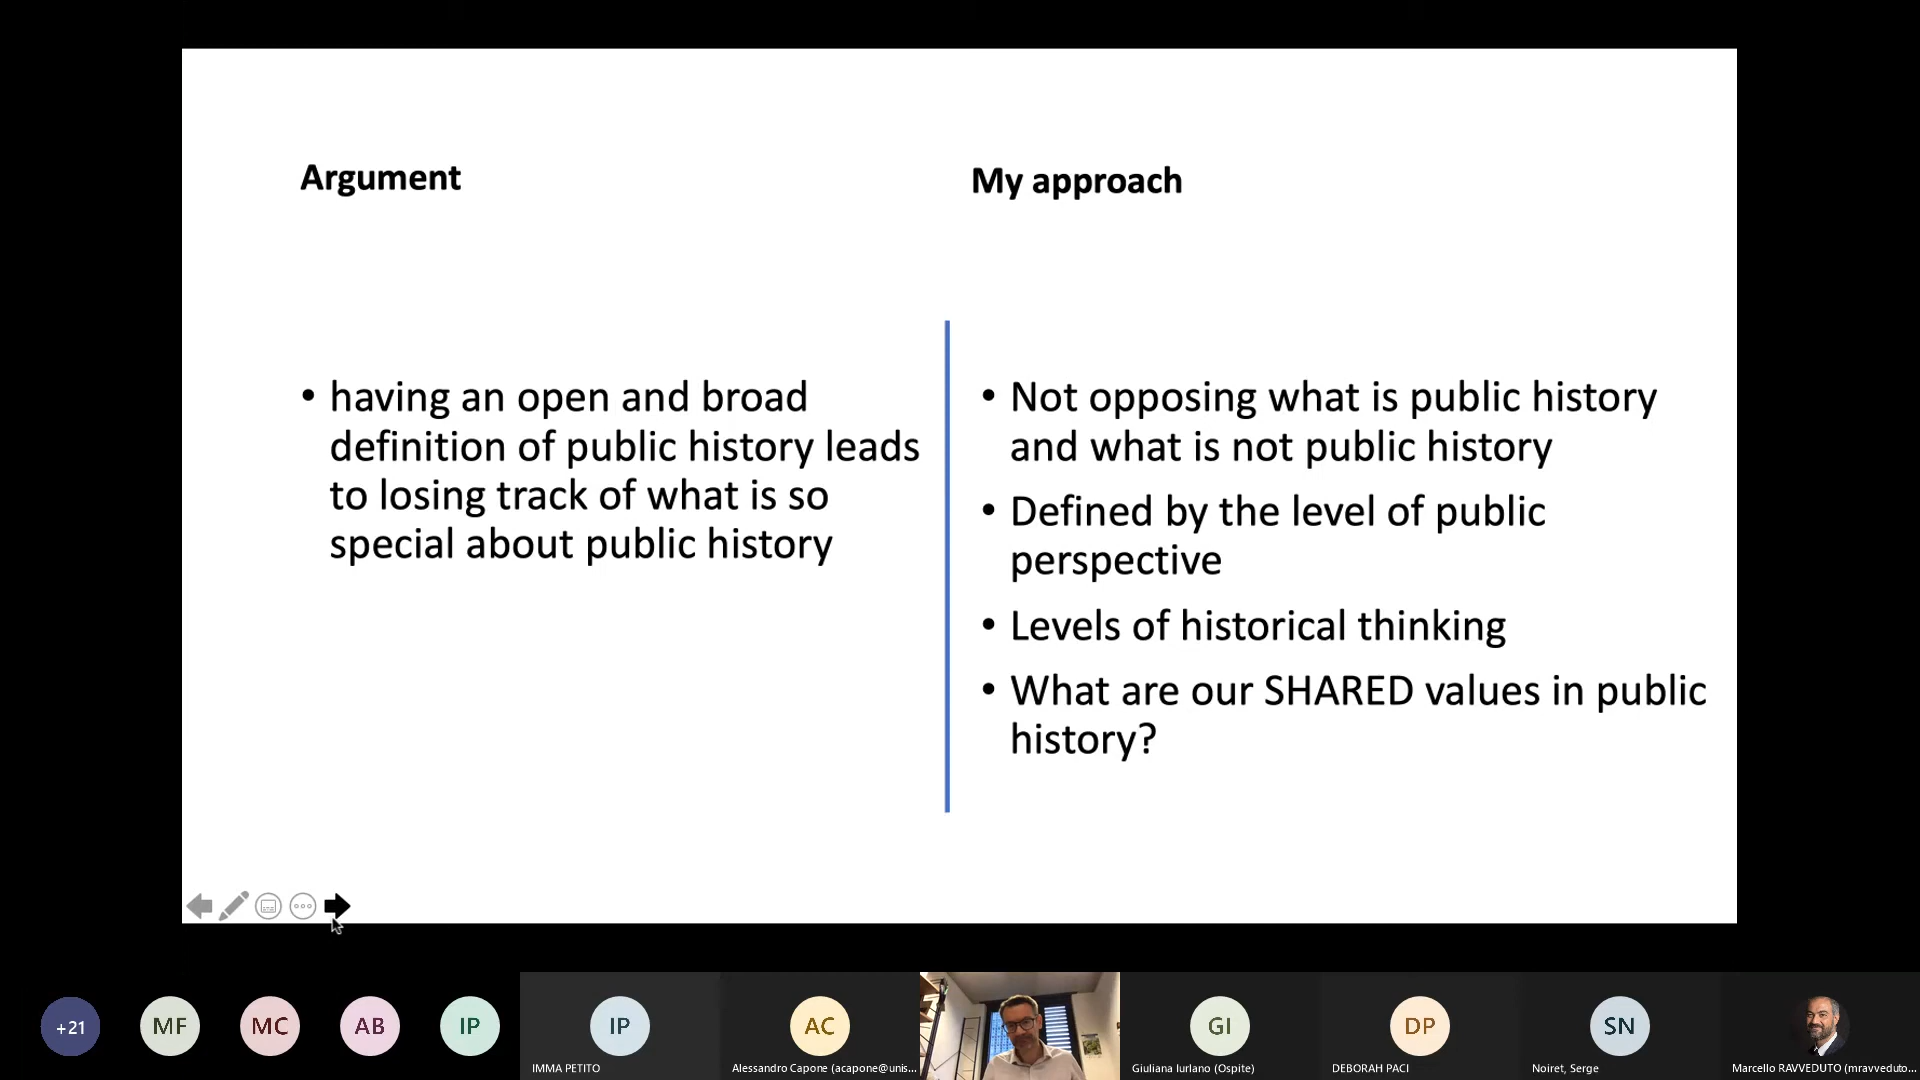 Argument
My approach
• having an open and broad
definition of public history leads
to losing track of what is so
special about public history
• Not opposing what is public history
and what is not public history
• Defined by the level of public
perspective
• Levels of historical thinking
• What are our SHARED values in public
history?
+21
MF
MC
AB
IP
IP
IMMA PETITO
AC
Alessandro Capone (acapone@unis...
GI
Giuliana Iurlano (Ospite)
DP
DEBORAH PACI
SN
Noiret, Serge
Marcello RAVVEDUTO (mravveduto...